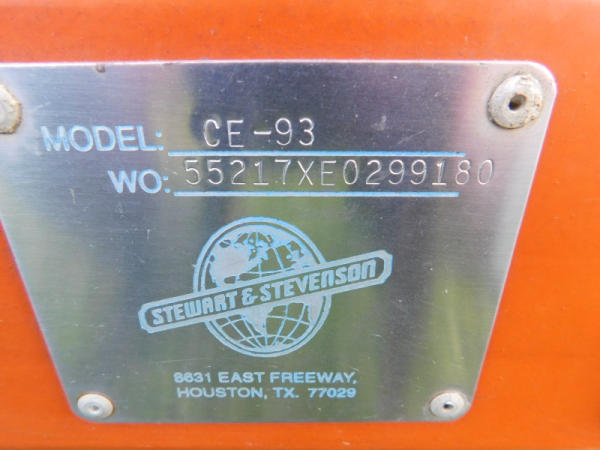 MODEL: CE-93
WO: 55217XE0299180
STEWART & STEVENSON
8631 EAST FREEWAY,
HOUSTON, TX. 77029